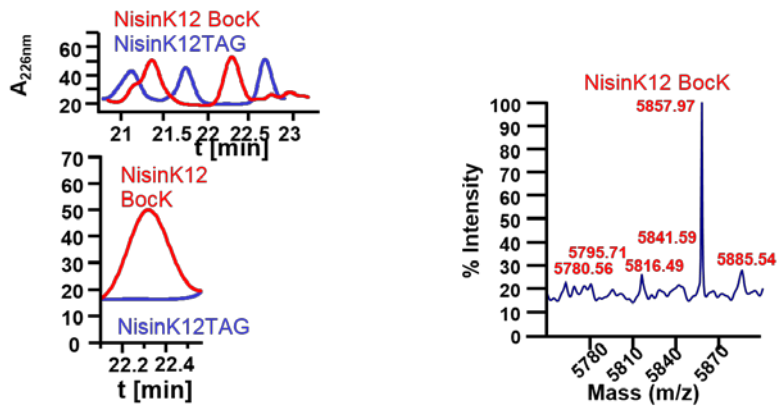 NisinK12 BocK
NisinK12TAG
A226nm
60
40
30
20
21 21.5 22 22.5 23
t [min]
70
60
50
40
30
20
10
0
NisinK12
BocK
NisinK12TAG
22.2 22.4
t [min]
NisinK12 BocK
5857.97
100
90
80
70
60
50
40
30
20
10
0
% Intensity
5841.59
5795.71
5780.56
5816.49
5885.54
5780 5810 5840 5870
Mass (m/z)